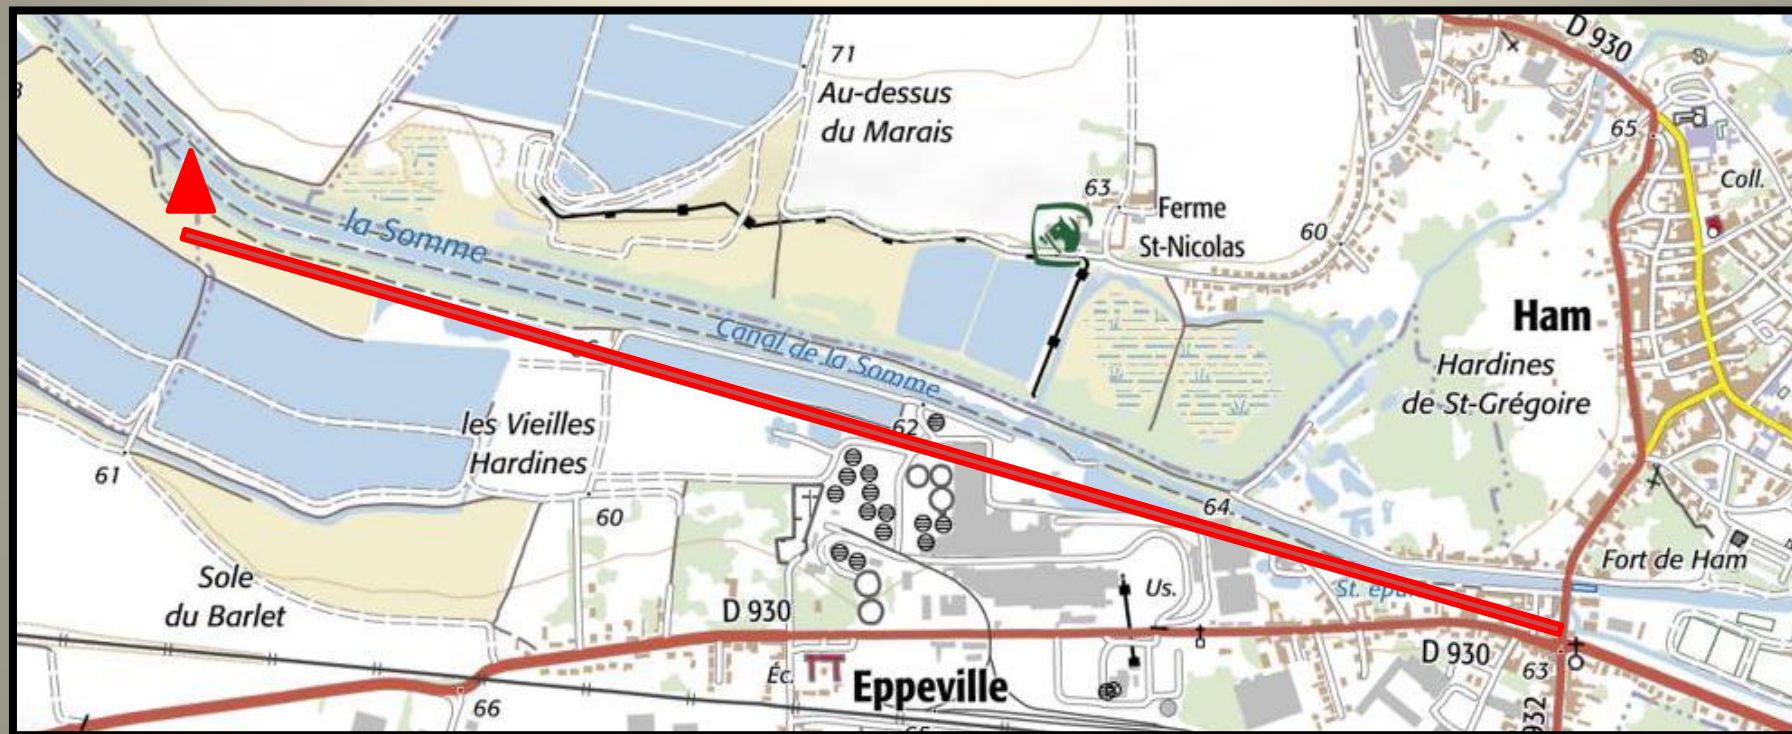 D 930
71
Au-dessus
du Marais
65
Coll.
63
Ferme
St-Nicolas
60
la Somme
Ham
Canal de la Somme
Hardines
de St-Grégoire
62
les Vieilles
Hardines
61
60
64
Fort de Ham
Sole
du Barlet
Us.
D 930
D 930
63
Éc.
Eppeville
66